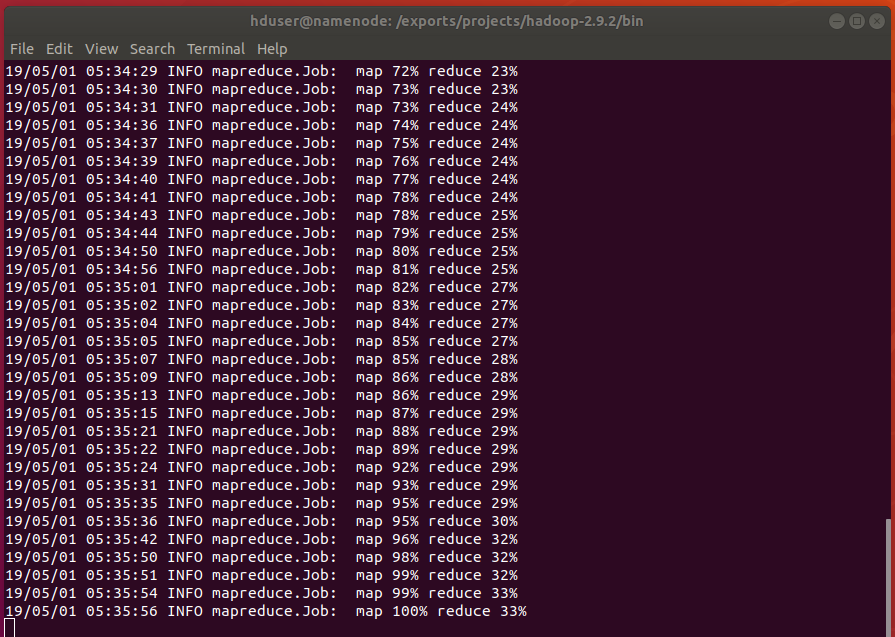 hduser@namenode: /exports/projects/hadoop-2.9.2/bin
File Edit View Search Terminal Help
19/05/01 05:34:29 INFO mapreduce.Job:  map 72% reduce 23%
19/05/01 05:34:30 INFO mapreduce.Job:  map 73% reduce 23%
19/05/01 05:34:31 INFO mapreduce.Job:  map 73% reduce 24%
19/05/01 05:34:36 INFO mapreduce.Job:  map 74% reduce 24%
19/05/01 05:34:37 INFO mapreduce.Job:  map 75% reduce 24%
19/05/01 05:34:39 INFO mapreduce.Job:  map 76% reduce 24%
19/05/01 05:34:40 INFO mapreduce.Job:  map 77% reduce 24%
19/05/01 05:34:41 INFO mapreduce.Job:  map 78% reduce 24%
19/05/01 05:34:43 INFO mapreduce.Job:  map 78% reduce 25%
19/05/01 05:34:44 INFO mapreduce.Job:  map 79% reduce 25%
19/05/01 05:34:50 INFO mapreduce.Job:  map 80% reduce 25%
19/05/01 05:34:56 INFO mapreduce.Job:  map 81% reduce 25%
19/05/01 05:35:01 INFO mapreduce.Job:  map 82% reduce 27%
19/05/01 05:35:02 INFO mapreduce.Job:  map 83% reduce 27%
19/05/01 05:35:04 INFO mapreduce.Job:  map 84% reduce 27%
19/05/01 05:35:05 INFO mapreduce.Job:  map 85% reduce 27%
19/05/01 05:35:07 INFO mapreduce.Job:  map 85% reduce 28%
19/05/01 05:35:09 INFO mapreduce.Job:  map 86% reduce 28%
19/05/01 05:35:13 INFO mapreduce.Job:  map 86% reduce 29%
19/05/01 05:35:15 INFO mapreduce.Job:  map 87% reduce 29%
19/05/01 05:35:21 INFO mapreduce.Job:  map 88% reduce 29%
19/05/01 05:35:22 INFO mapreduce.Job:  map 89% reduce 29%
19/05/01 05:35:24 INFO mapreduce.Job:  map 92% reduce 29%
19/05/01 05:35:31 INFO mapreduce.Job:  map 93% reduce 29%
19/05/01 05:35:35 INFO mapreduce.Job:  map 95% reduce 29%
19/05/01 05:35:36 INFO mapreduce.Job:  map 95% reduce 30%
19/05/01 05:35:42 INFO mapreduce.Job:  map 96% reduce 32%
19/05/01 05:35:50 INFO mapreduce.Job:  map 98% reduce 32%
19/05/01 05:35:51 INFO mapreduce.Job:  map 99% reduce 32%
19/05/01 05:35:54 INFO mapreduce.Job:  map 99% reduce 33%
19/05/01 05:35:56 INFO mapreduce.Job:  map 100% reduce 33%